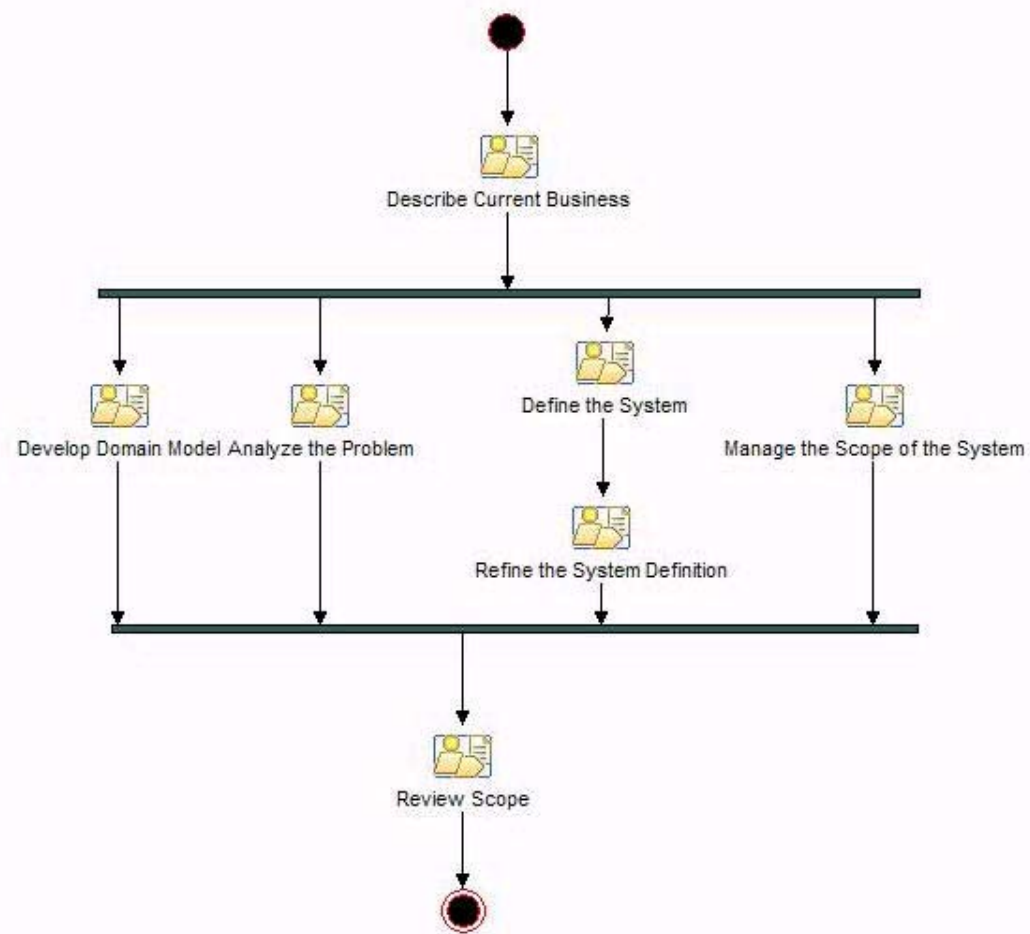 Describe Current Business
Define the System
Develop Domain Model
Analyze the Problem
Manage the Scope of the System
Refine the System Definition
Review Scope